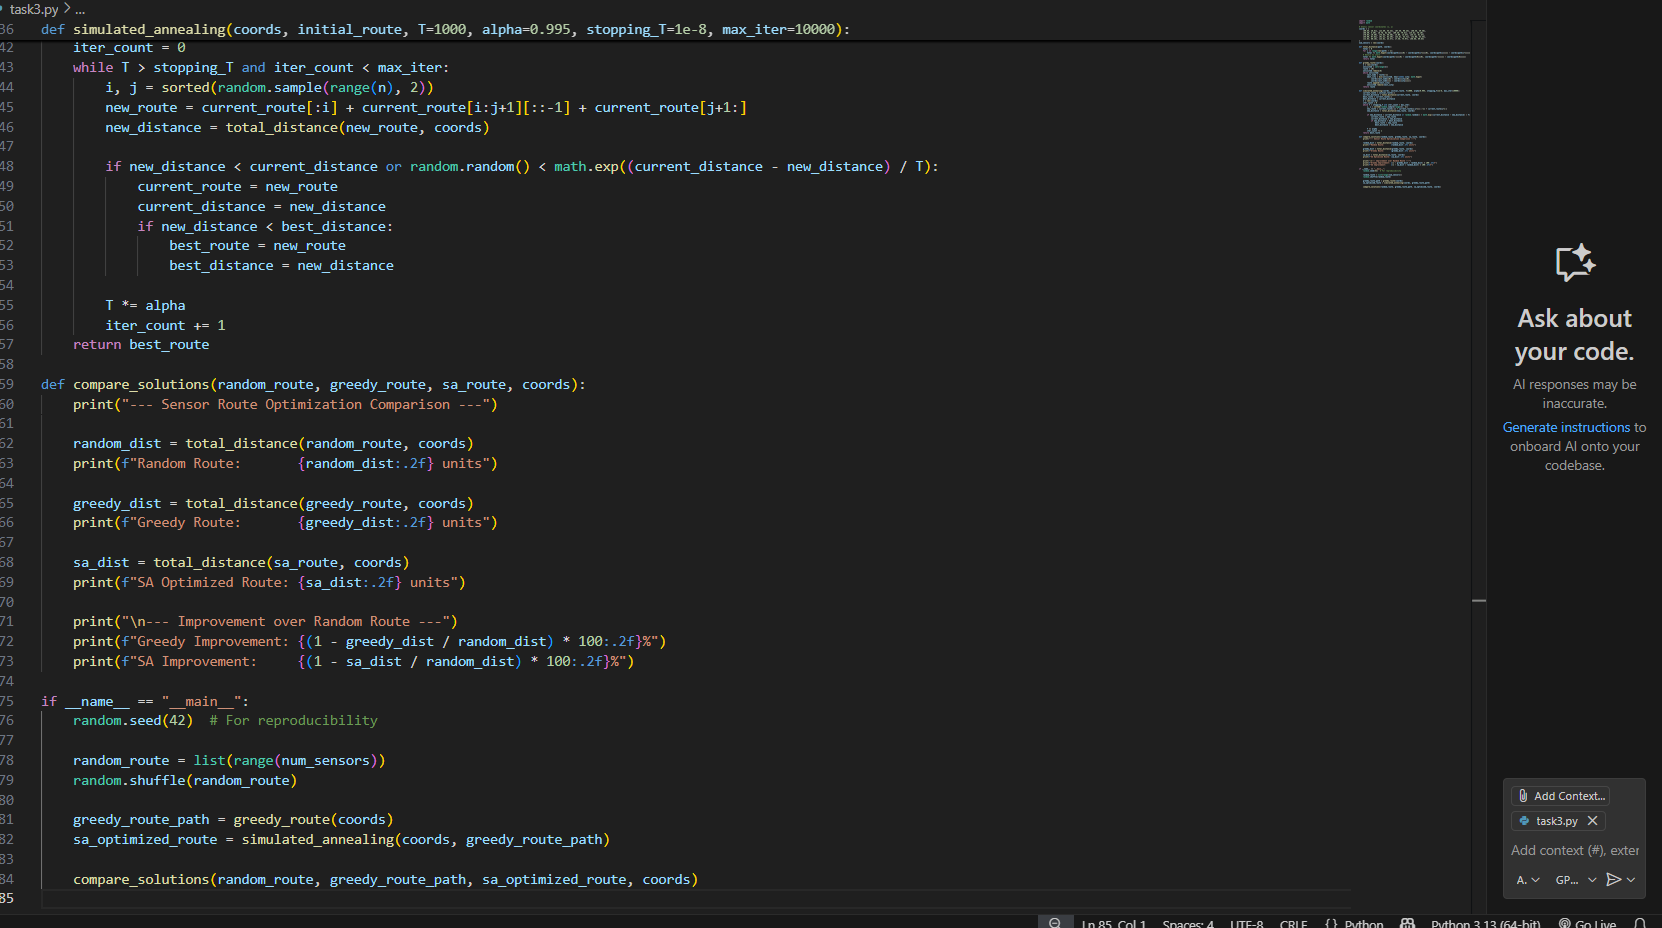 task3.py > ...
36 def simulated_annealing(coords, initial_route, T=1000, alpha=0.995, stopping_T=1e-8, max_iter=10000):
42 iter_count = 0
43 while T > stopping_T and iter_count < max_iter:
44 i, j = sorted(random.sample(range(n), 2))
45 new_route = current_route[:i] + current_route[i:j+1][::-1] + current_route[j+1:]
46 new_distance = total_distance(new_route, coords)
47
48 if new_distance < current_distance or random.random() < math.exp((current_distance - new_distance) / T):
49 current_route = new_route
50 current_distance = new_distance
51 if new_distance < best_distance:
52 best_route = new_route
53 best_distance = new_distance
54
55 T *= alpha
56 iter_count += 1
57 return best_route
58
59 def compare_solutions(random_route, greedy_route, sa_route, coords):
60 print("--- Sensor Route Optimization Comparison ---")
61
62 random_dist = total_distance(random_route, coords)
63 print(f"Random Route:       {random_dist:.2f} units")
64
65 greedy_dist = total_distance(greedy_route, coords)
66 print(f"Greedy Route:       {greedy_dist:.2f} units")
67
68 sa_dist = total_distance(sa_route, coords)
69 print(f"SA Optimized Route: {sa_dist:.2f} units")
70
71 print("\n--- Improvement over Random Route ---")
72 print(f"Greedy Improvement: {(1 - greedy_dist / random_dist) * 100:.2f}%")
73 print(f"SA Improvement:     {(1 - sa_dist / random_dist) * 100:.2f}%")
74
75 if __name__ == "__main__":
76 random.seed(42)  # For reproducibility
77
78 random_route = list(range(num_sensors))
79 random.shuffle(random_route)
80
81 greedy_route_path = greedy_route(coords)
82 sa_optimized_route = simulated_annealing(coords, greedy_route_path)
83
84 compare_solutions(random_route, greedy_route_path, sa_optimized_route, coords)
85
Ask about
your code.
AI responses may be
inaccurate.
Generate instructions to
onboard AI onto your
codebase.
Add Context...
task3.py
Add context (#), exter
A. GP...
Ln 85, Col 1 Spaces: 4 UTF-8 CRLF {} Python Python 3.13 (64-bit) Go Live